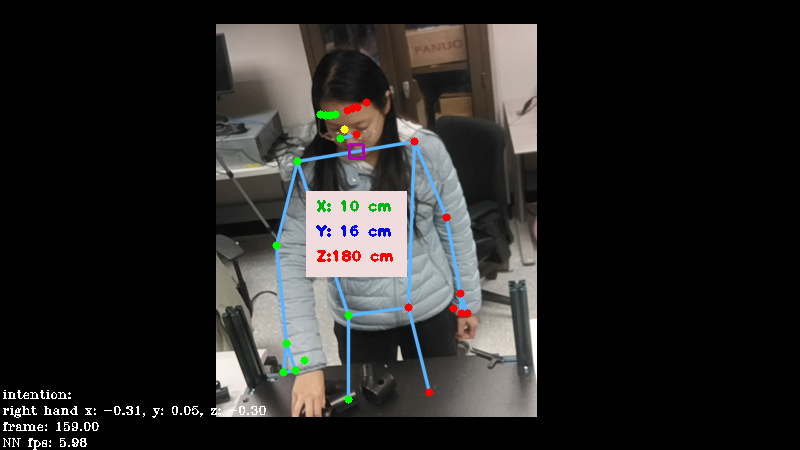 FANUC
X: 10 cm
Y: 16 cm
Z:180 cm
intention:
right hand x: -0.31, y: 0.05, z: -0.30
frame: 159.00
NN fps: 5.98